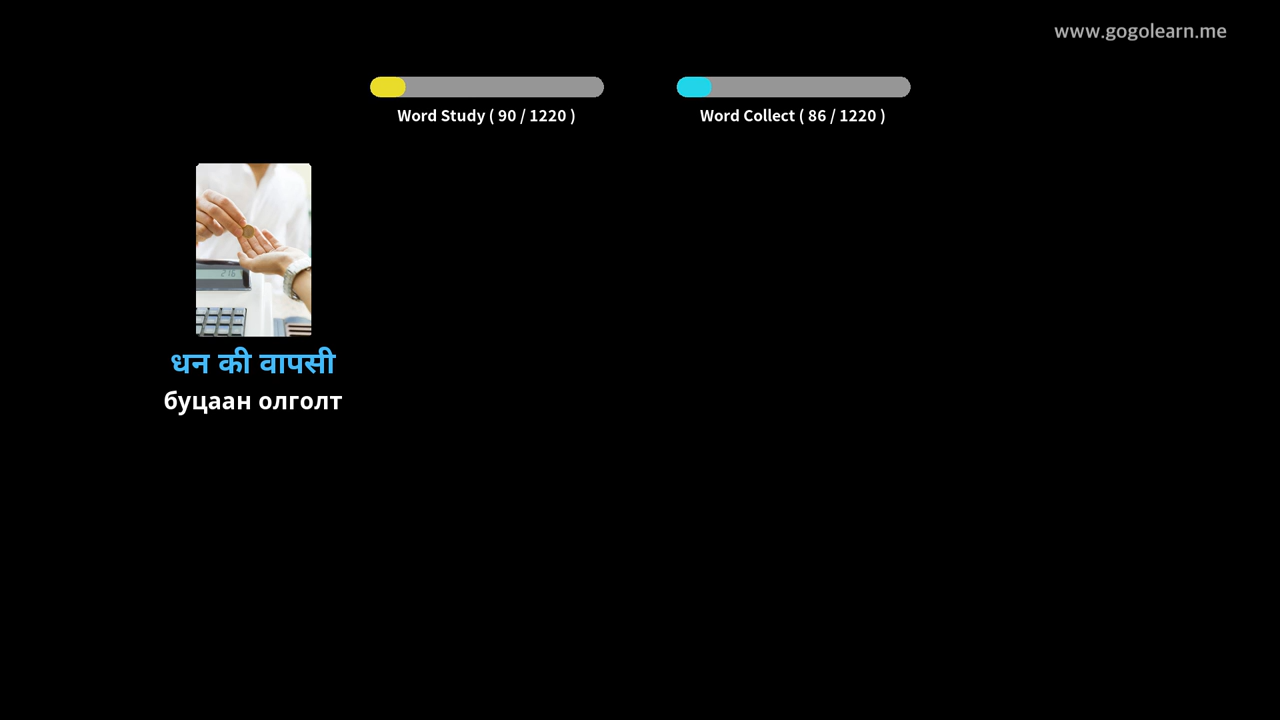 www.gogolearn.me
Word Study ( 90 / 1220 )
Word Collect ( 86 / 1220 )
धन की वापसी
буцаан олголт